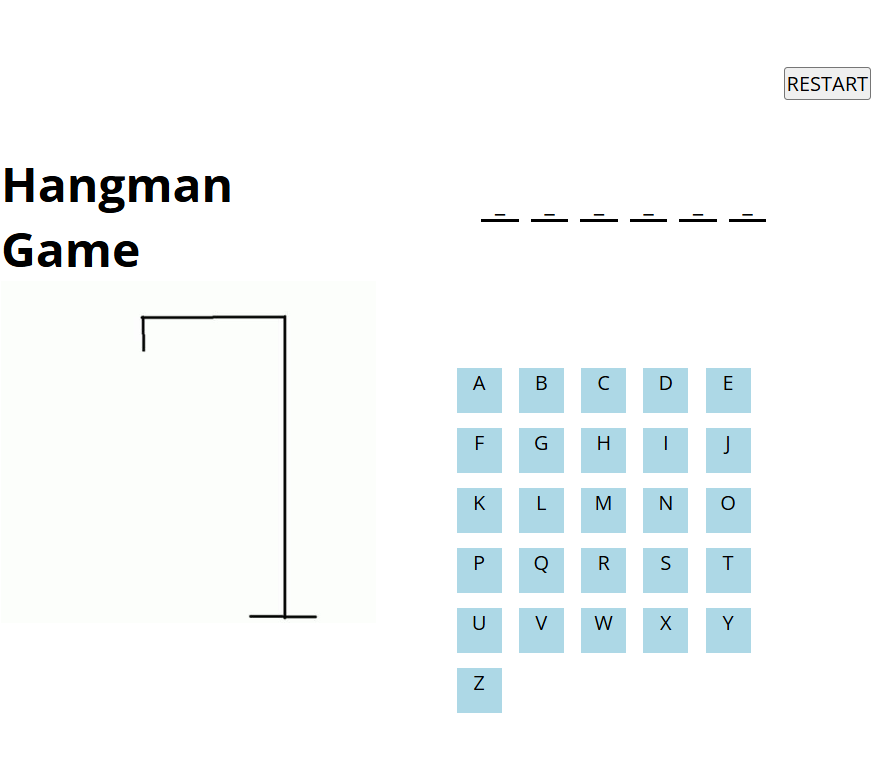 RESTART
Hangman
Game
_ _ _ _ _ _
A B C D E
F G H I J
K L M N O
P Q R S T
U V W X Y
Z